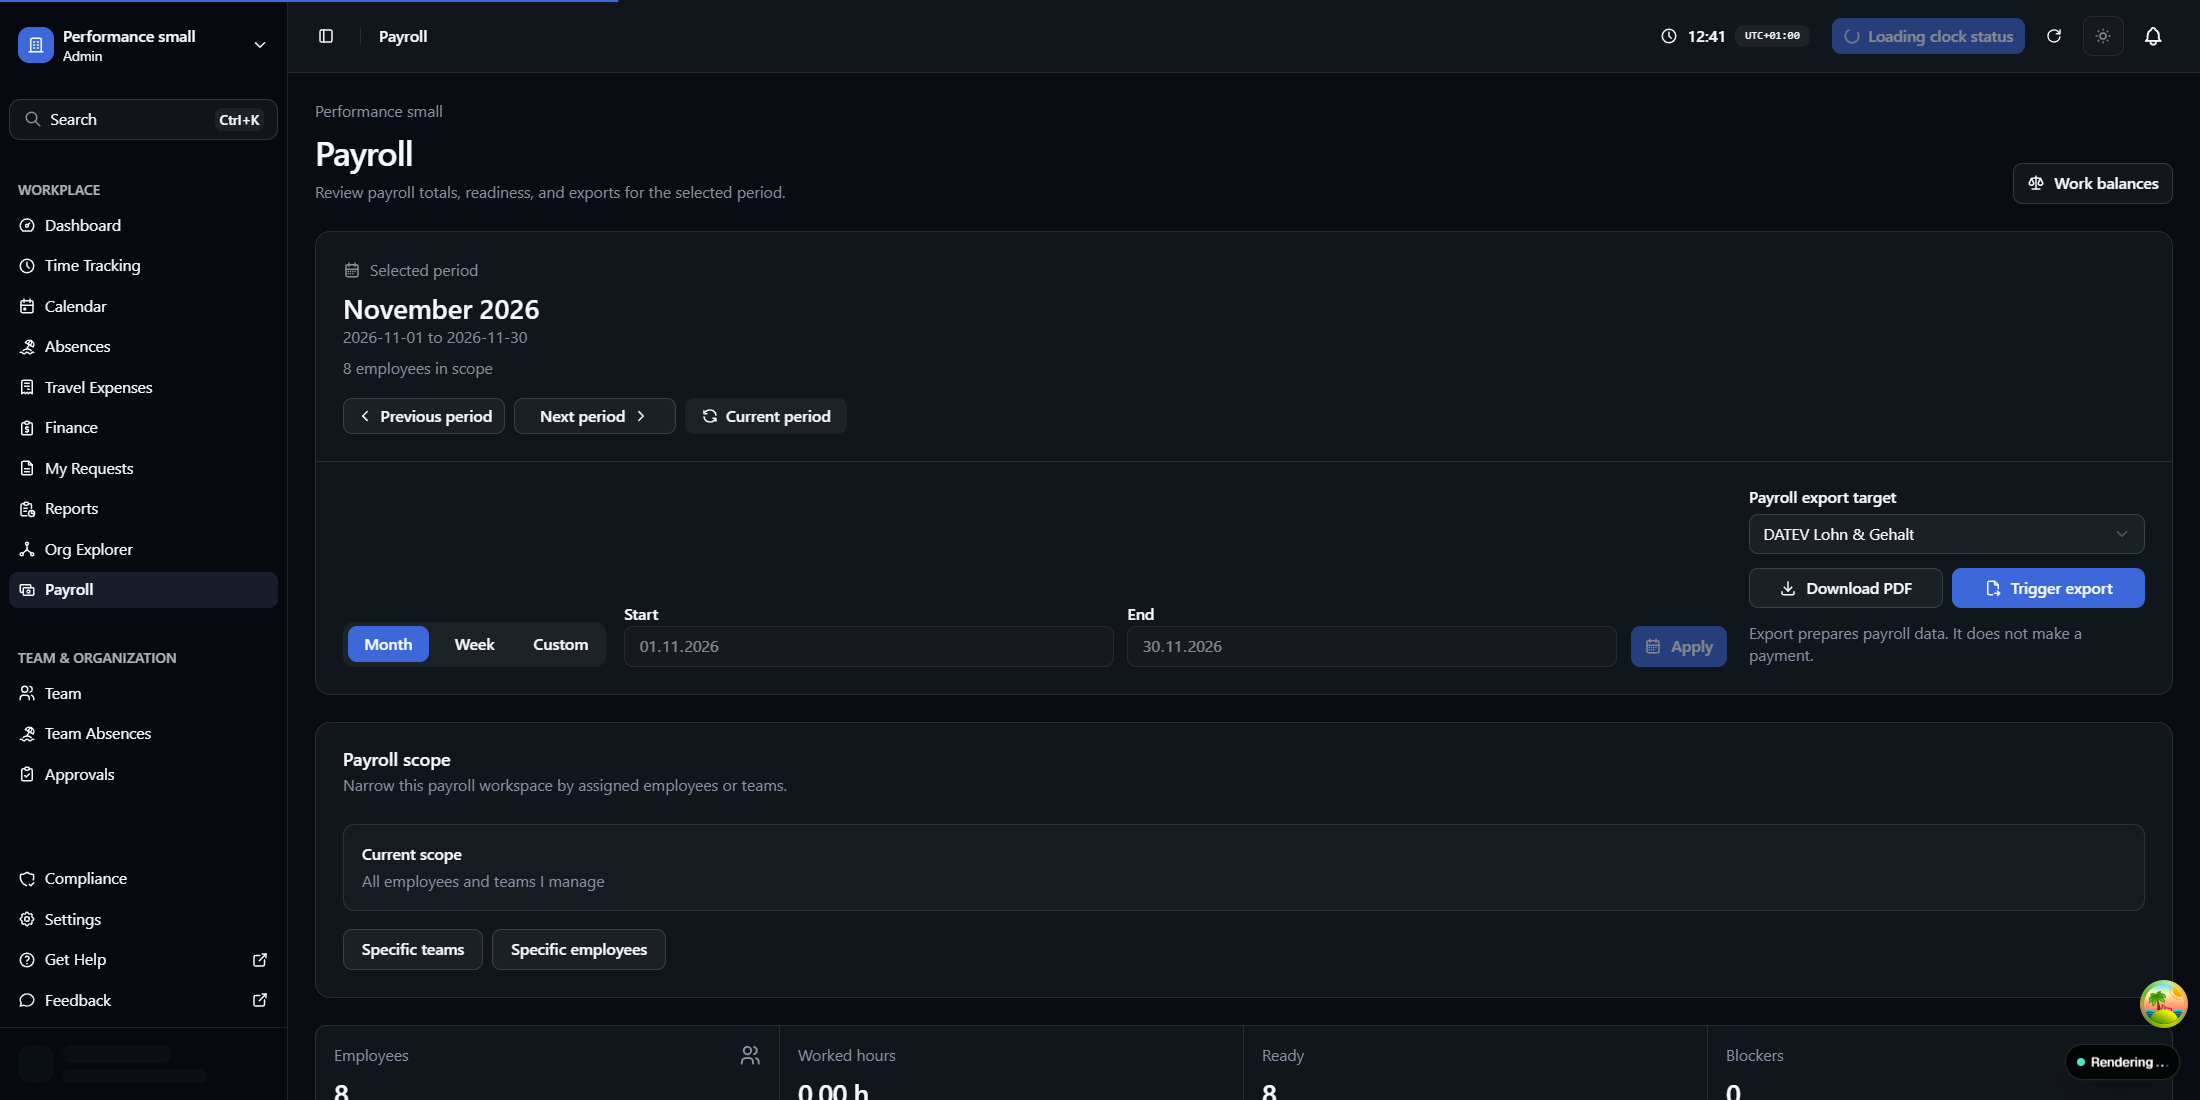 Performance small
Admin
Search
Ctrl+K
WORKPLACE
Dashboard
Time Tracking
Calendar
Absences
Travel Expenses
Finance
My Requests
Reports
Org Explorer
Payroll
TEAM & ORGANIZATION
Team
Team Absences
Approvals
Compliance
Settings
Get Help
Feedback
Payroll
12:41
UTC+01:00
Loading clock status
Performance small
Payroll
Review payroll totals, readiness, and exports for the selected period.
Work balances
Selected period
November 2026
2026-11-01 to 2026-11-30
8 employees in scope
Previous period
Next period
Current period
Month
Week
Custom
Start
01.11.2026
End
30.11.2026
Apply
Payroll export target
DATEV Lohn & Gehalt
Download PDF
Trigger export
Export prepares payroll data. It does not make a
payment.
Payroll scope
Narrow this payroll workspace by assigned employees or teams.
Current scope
All employees and teams I manage
Specific teams
Specific employees
Employees
8
Worked hours
0.00 h
Ready
8
Blockers
0
Rendering...